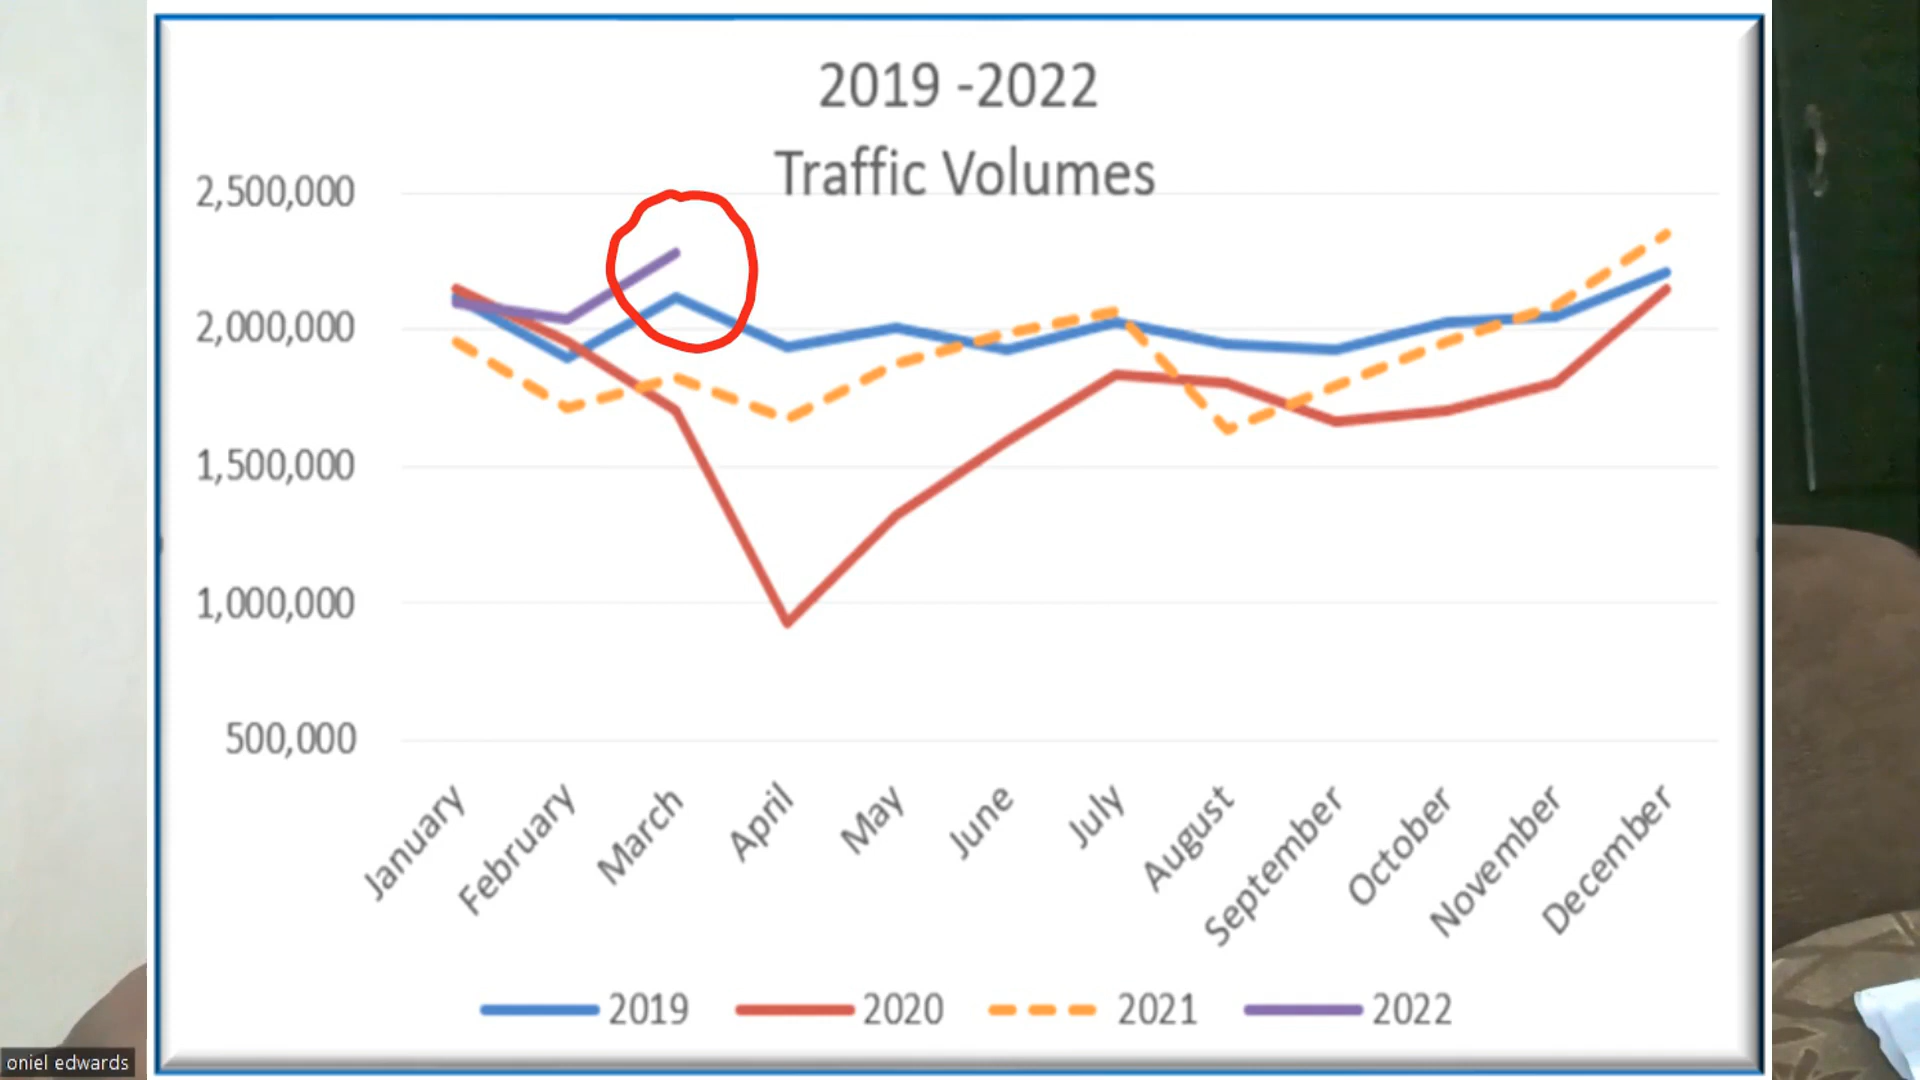 2019 -2022
Traffic Volumes
2,500,000
2,000,000
1,500,000
1,000,000
500,000
January
February
March
April
May
June
July
August
September
October
November
December
2019
2020
2021
2022
oniel edwards